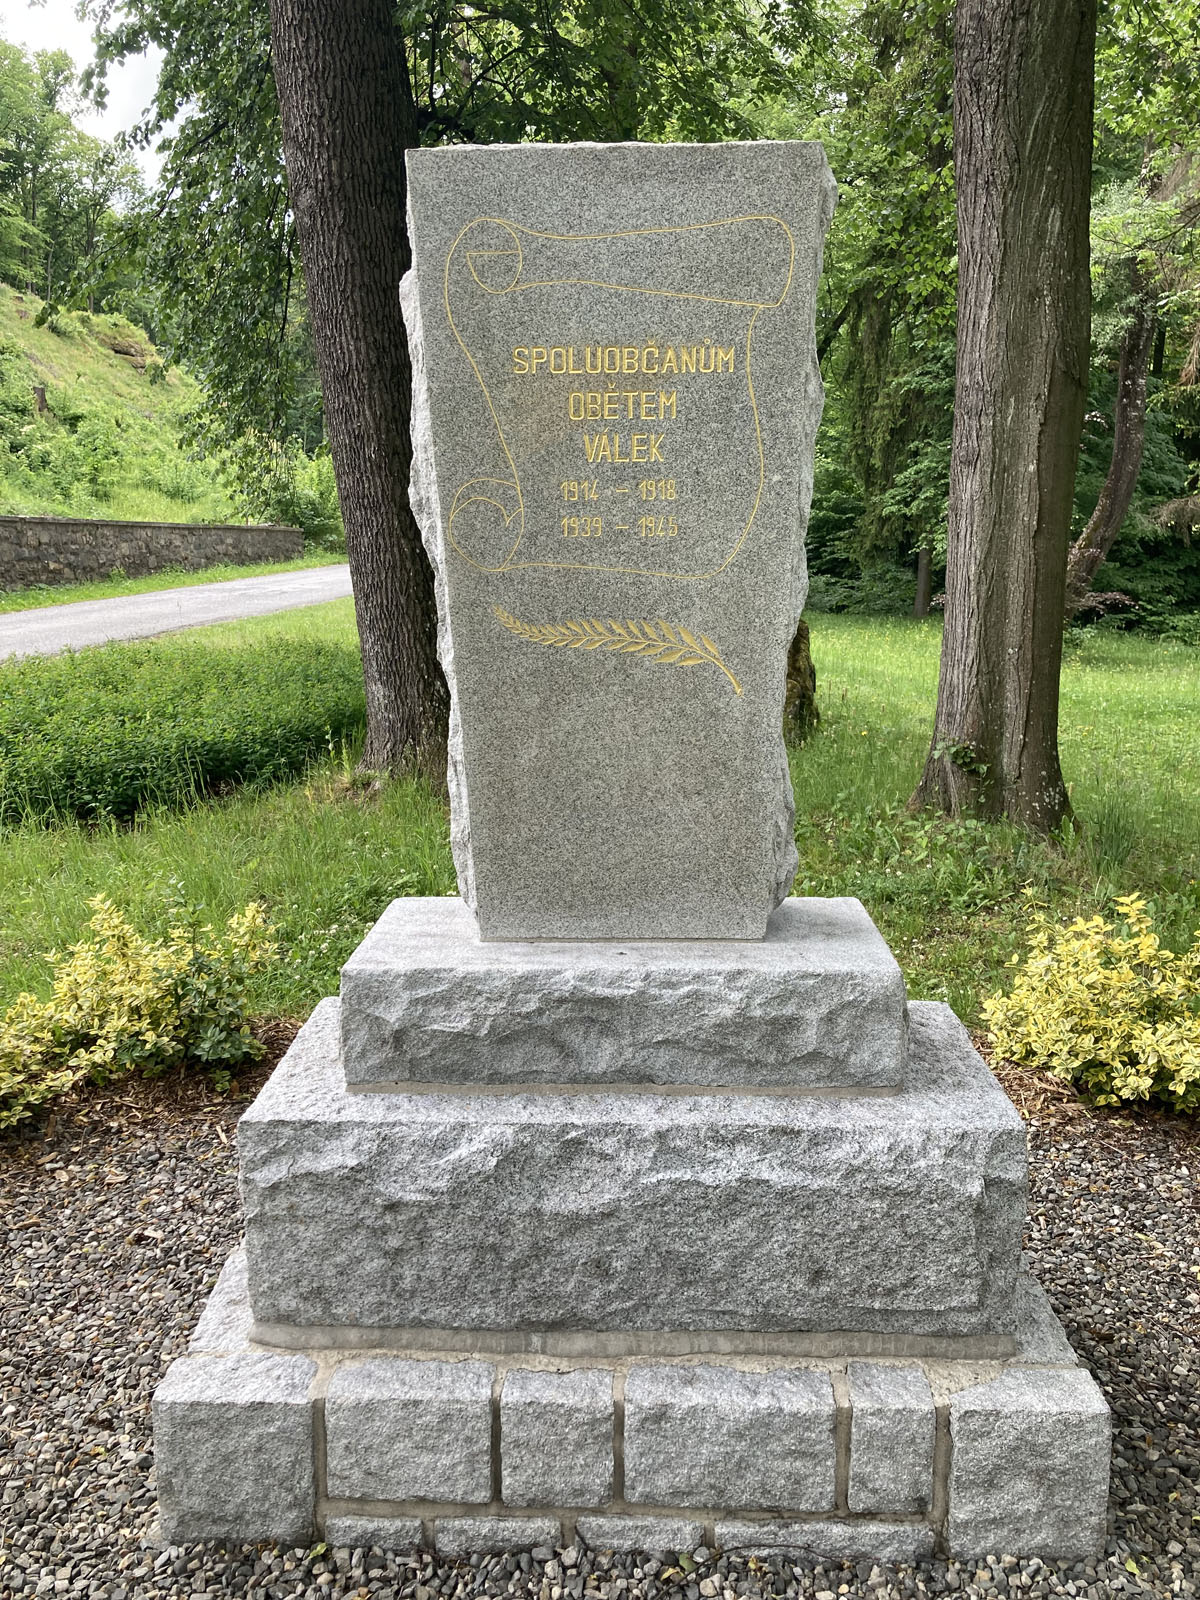 SPOLUOBČANŮM
OBĚTEM
VÁLEK
1914 – 1918
1939 – 1945